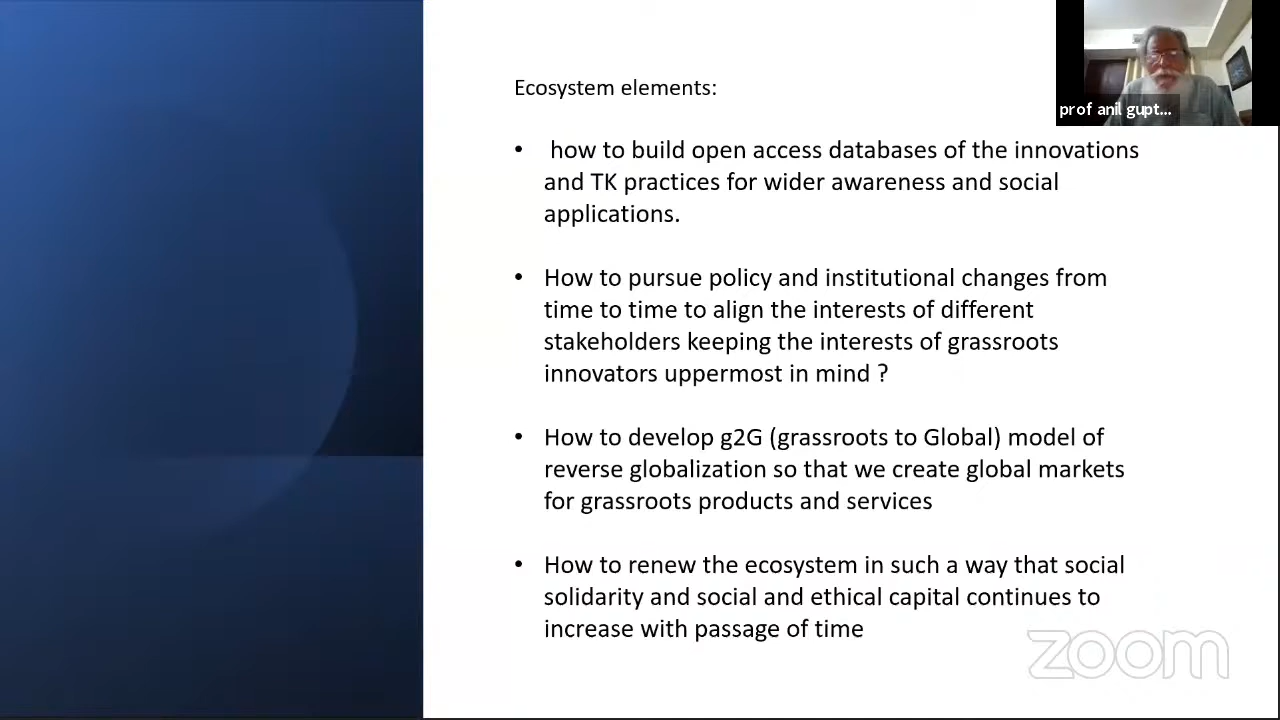 Ecosystem elements:
prof anil gupt...
• how to build open access databases of the innovations
and TK practices for wider awareness and social
applications.
• How to pursue policy and institutional changes from
time to time to align the interests of different
stakeholders keeping the interests of grassroots
innovators uppermost in mind ?
• How to develop g2G (grassroots to Global) model of
reverse globalization so that we create global markets
for grassroots products and services
• How to renew the ecosystem in such a way that social
solidarity and social and ethical capital continues to
increase with passage of time
zoom